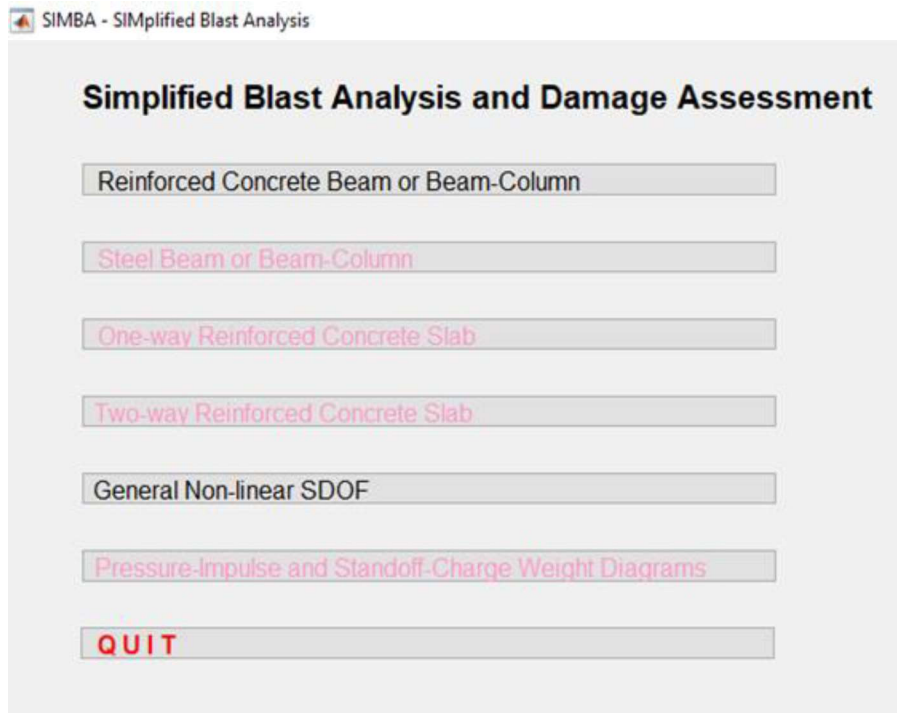 SIMBA - SIMplified Blast Analysis
Simplified Blast Analysis and Damage Assessment
Reinforced Concrete Beam or Beam-Column
Steel Beam or Beam-Column
One-way Reinforced Concrete Slab
Two-way Reinforced Concrete Slab
General Non-linear SDOF
Pressure-Impulse and Standoff-Charge Weight Diagrams
Q U I T